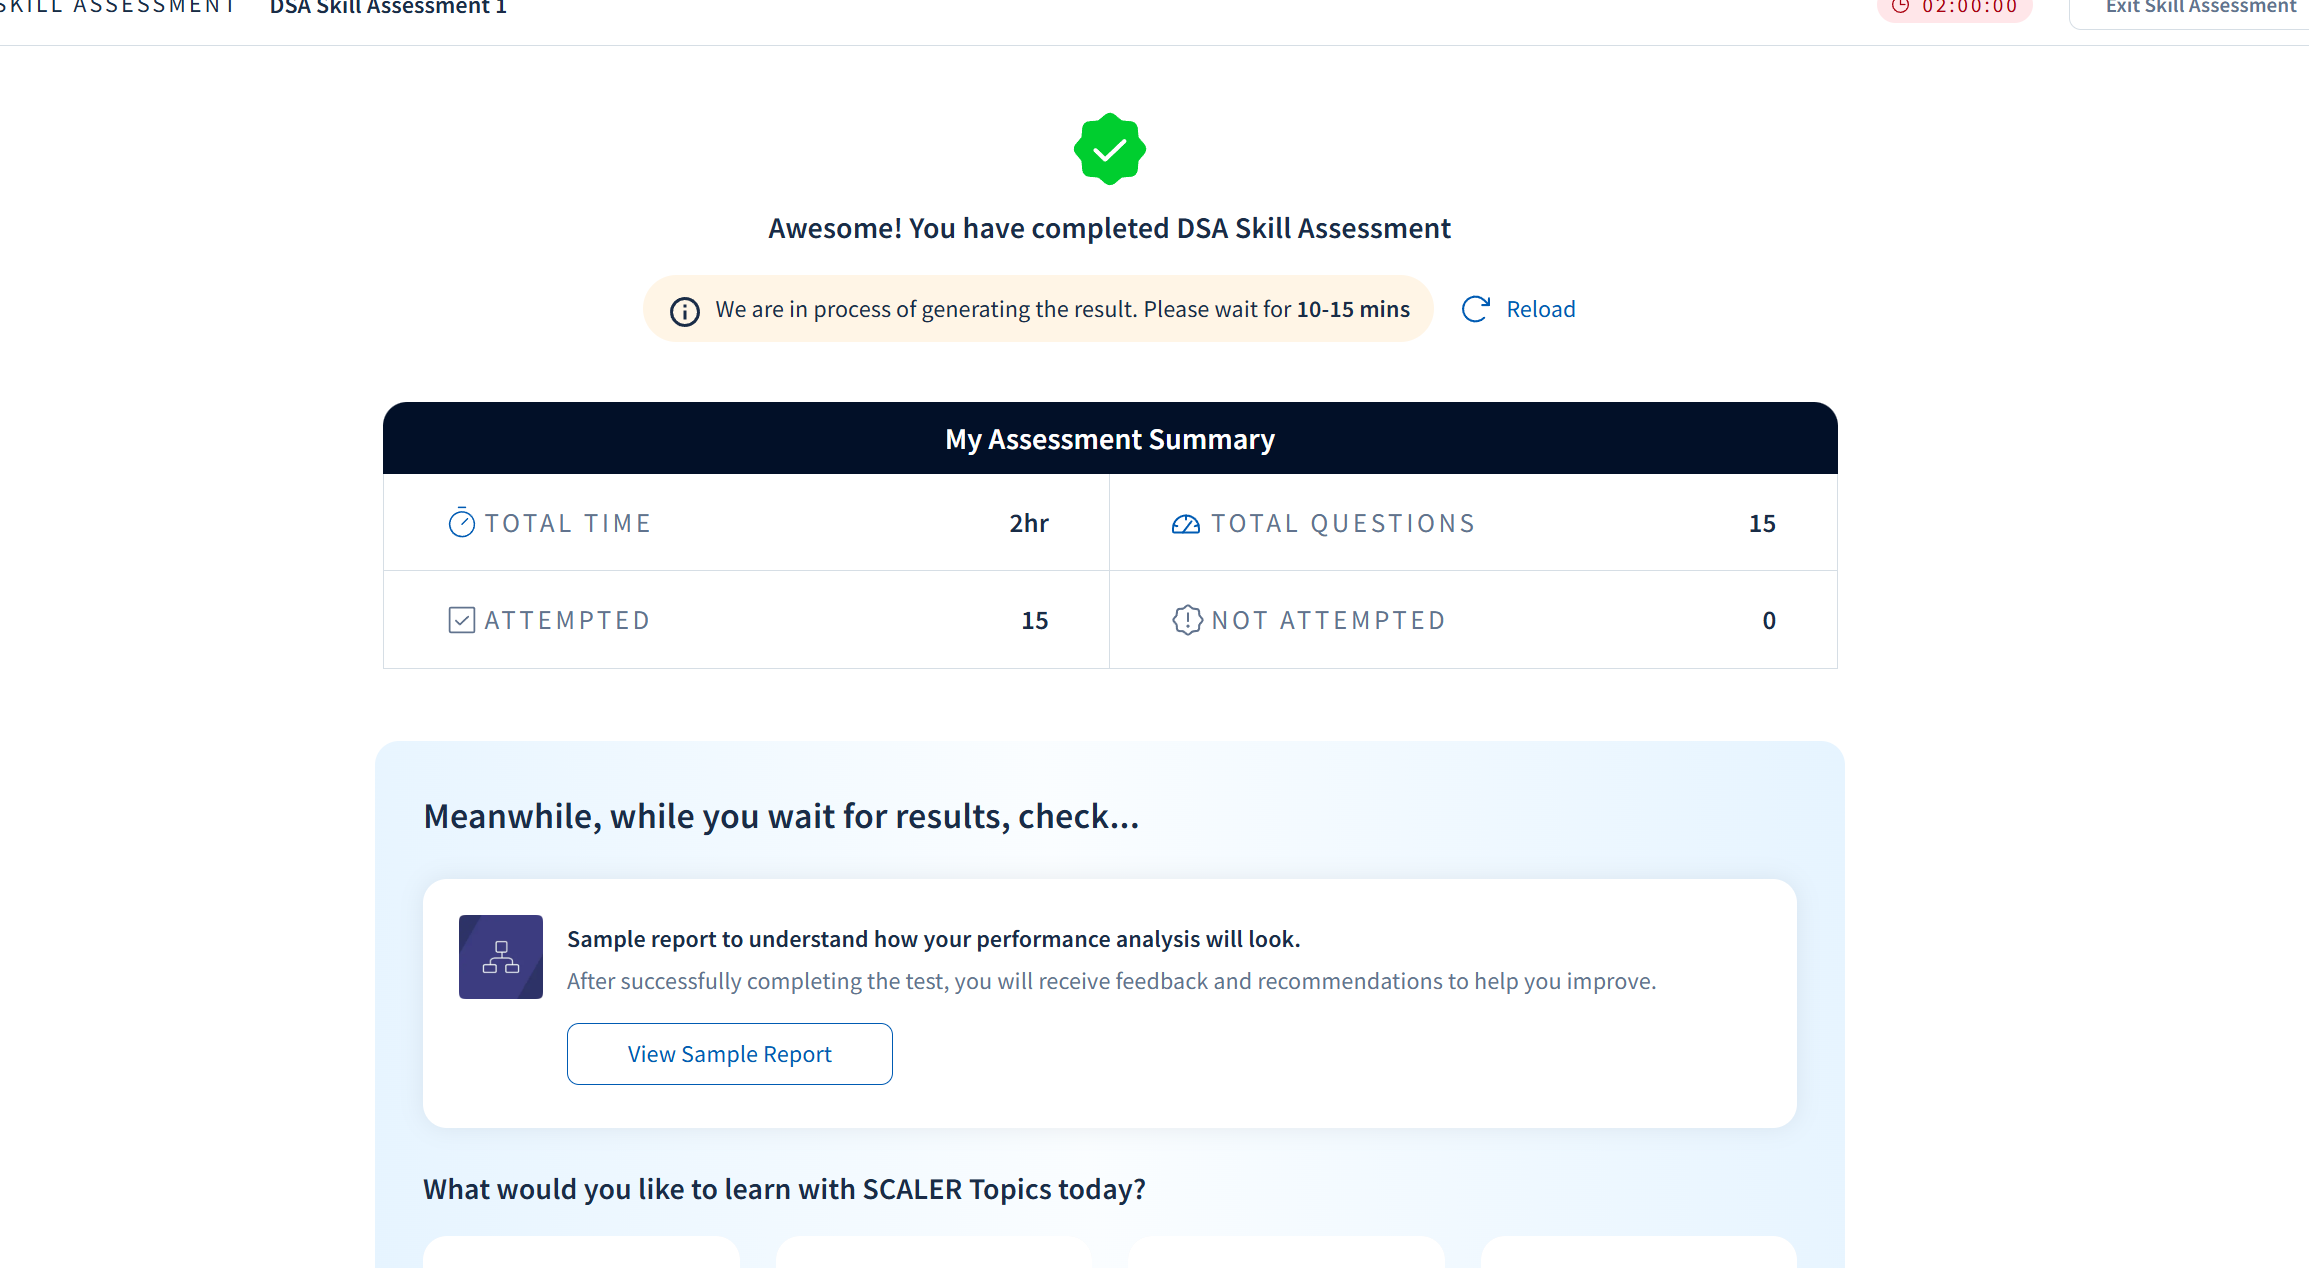 SKILL ASSESSMENT DSA Skill Assessment 1 02:00:00 Exit Skill Assessment
Awesome! You have completed DSA Skill Assessment
We are in process of generating the result. Please wait for 10-15 mins Reload
My Assessment Summary
TOTAL TIME 2hr TOTAL QUESTIONS 15
ATTEMPTED 15 NOT ATTEMPTED 0
Meanwhile, while you wait for results, check...
Sample report to understand how your performance analysis will look.
After successfully completing the test, you will receive feedback and recommendations to help you improve.
View Sample Report
What would you like to learn with SCALER Topics today?